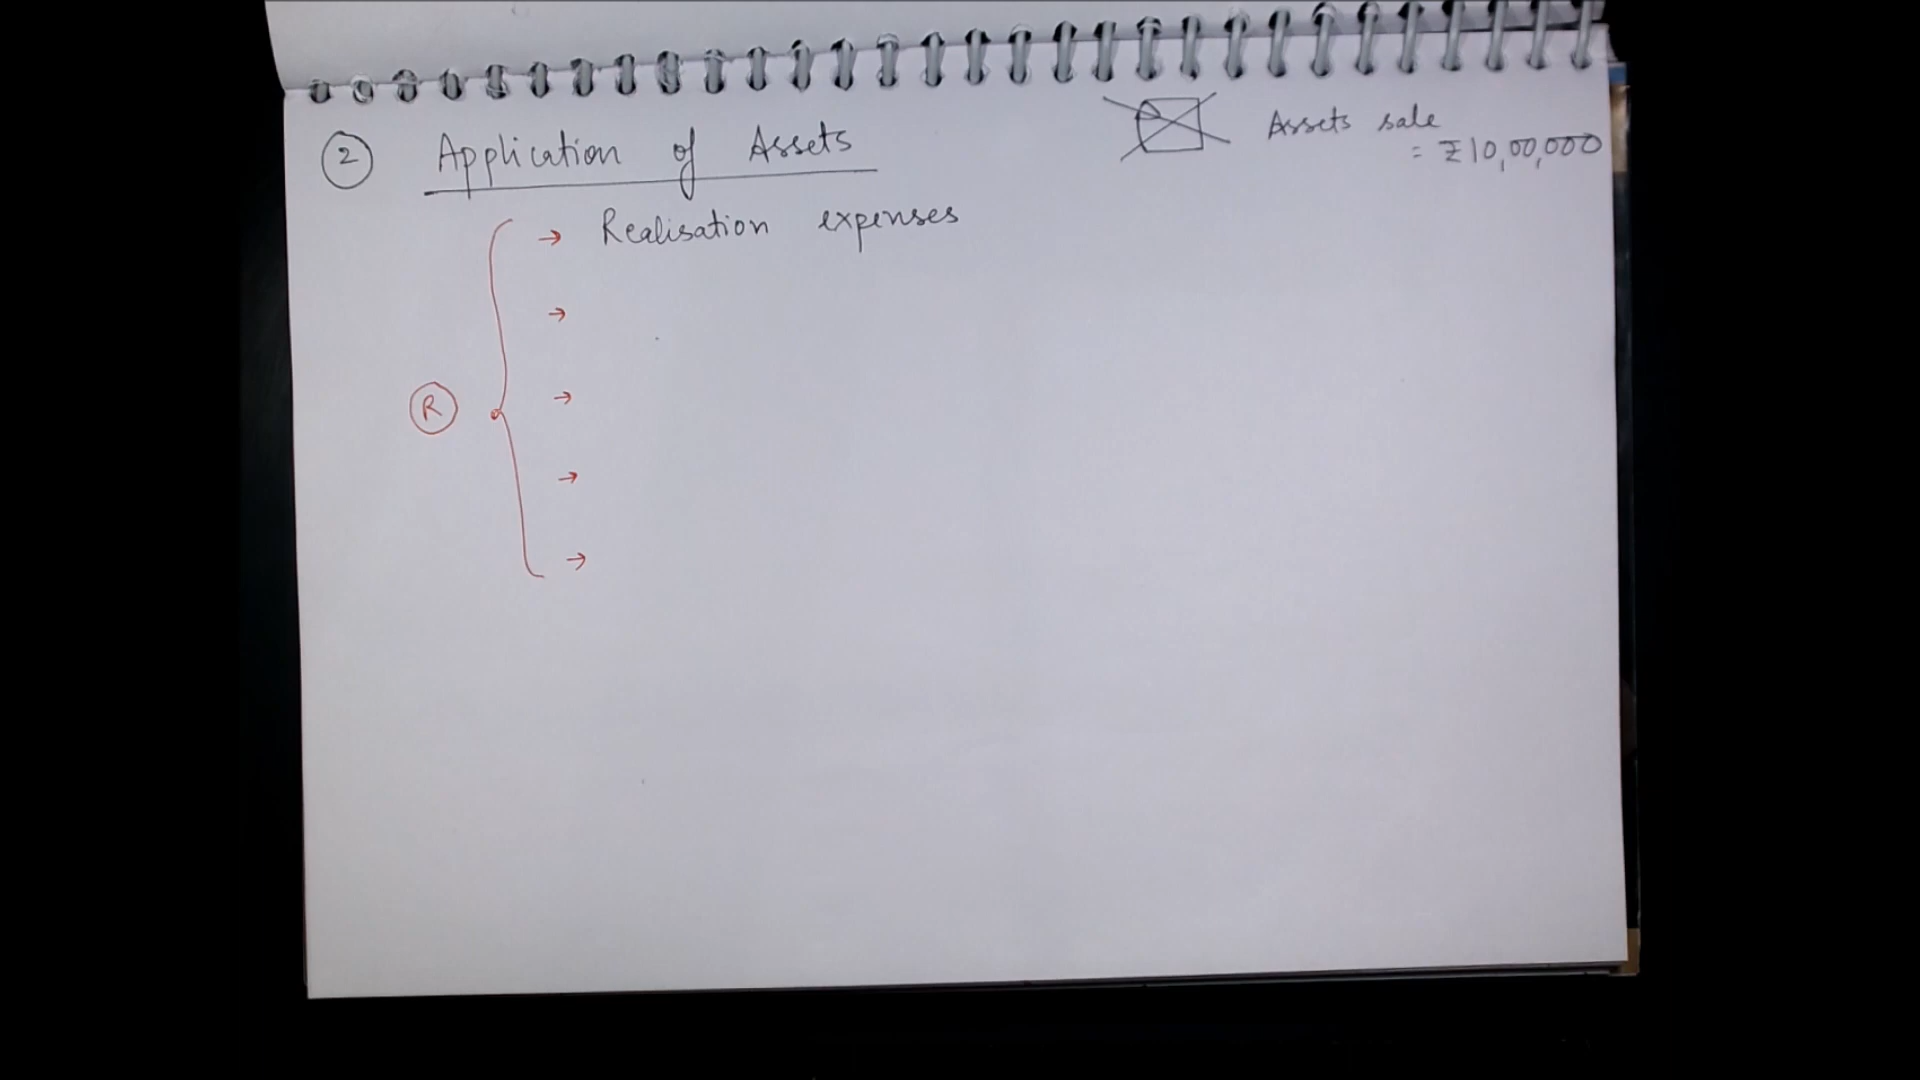 ② Application of Assets
Assets sale
= ₹10,00,000
→ Realisation expenses
→
→
Ⓡ
→
→